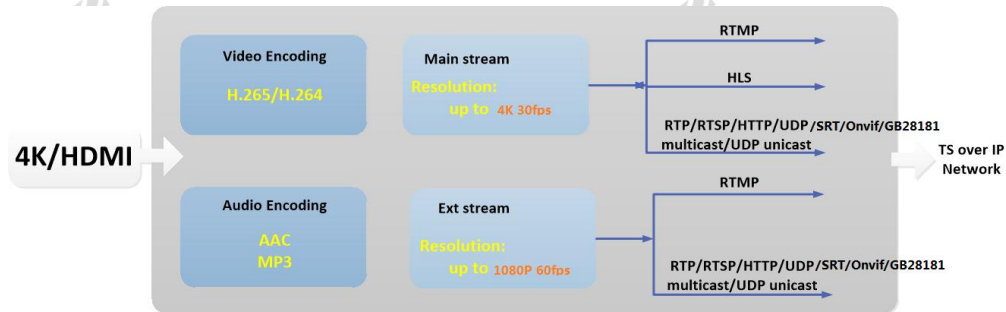 4K/HDMI
Video Encoding
H.265/H.264
Audio Encoding
AAC
MP3
Main stream
Resolution:
up to 4K 30fps
Ext stream
Resolution:
up to 1080P 60fps
RTMP
HLS
RTP/RTSP/HTTP/UDP/SRT/Onvif/GB28181
multicast/UDP unicast
RTMP
RTP/RTSP/HTTP/UDP/SRT/Onvif/GB28181
multicast/UDP unicast
TS over IP
Network